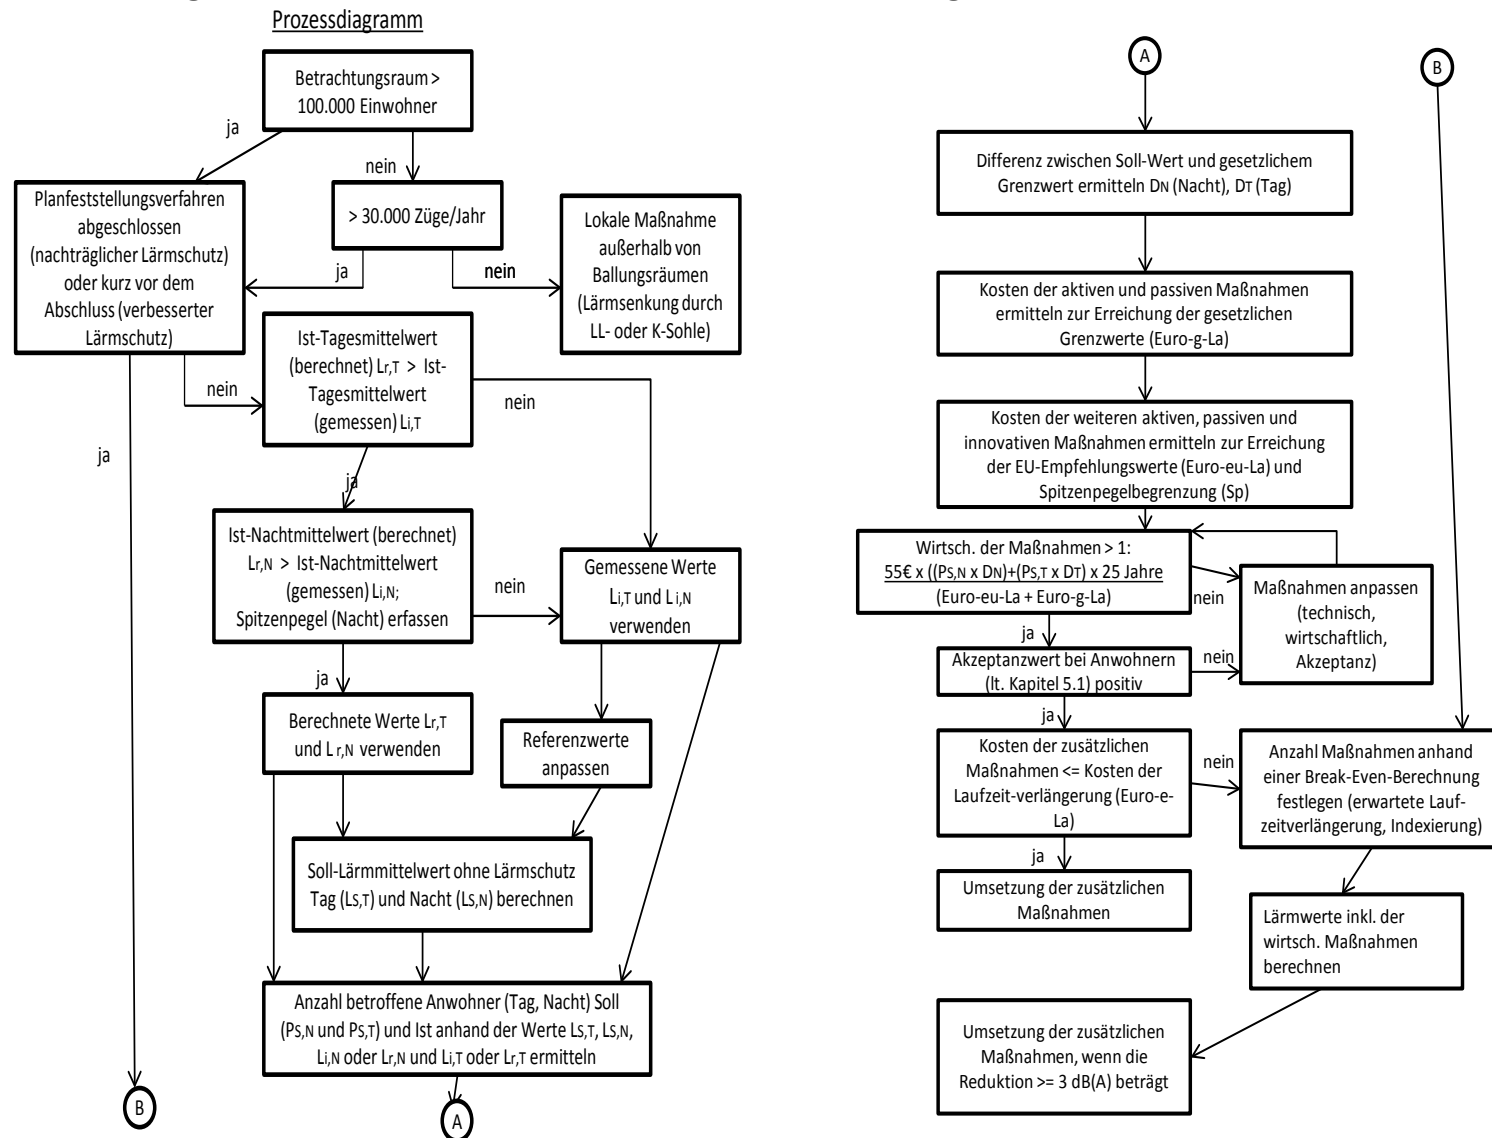 Prozessdiagramm
Betrachtungsraum >
100.000 Einwohner
ja
nein
Planfeststellungsverfahren
abgeschlossen
(nachträglicher Lärmschutz)
oder kurz vor dem
Abschluss (verbesserter
Lärmschutz)
> 30.000 Züge/Jahr
ja
nein
Lokale Maßnahme
außerhalb von
Ballungsräumen
(Lärmsenkung durch
LL- oder K-Sohle)
nein
ja
Ist-Tagesmittelwert
(berechnet) Lr,T > Ist-
Tagesmittelwert
(gemessen) Li,T
nein
ja
Ist-Nachtmittelwert (berechnet)
Lr,N > Ist-Nachtmittelwert
(gemessen) Li,N;
Spitzenpegel (Nacht) erfassen
nein
ja
Gemessene Werte
Li,T und L i,N
verwenden
Berechnete Werte Lr,T
und L r,N verwenden
Referenzwerte
anpassen
Soll-Lärmmittelwert ohne Lärmschutz
Tag (LS,T) und Nacht (LS,N) berechnen
Anzahl betroffene Anwohner (Tag, Nacht) Soll
(PS,N und PS,T) und Ist anhand der Werte LS,T, LS,N,
Li,N oder Lr,N und Li,T oder Lr,T ermitteln
B
A
A
B
Differenz zwischen Soll-Wert und gesetzlichem
Grenzwert ermitteln DN (Nacht), DT (Tag)
Kosten der aktiven und passiven Maßnahmen
ermitteln zur Erreichung der gesetzlichen
Grenzwerte (Euro-g-La)
Kosten der weiteren aktiven, passiven und
innovativen Maßnahmen ermitteln zur Erreichung
der EU-Empfehlungswerte (Euro-eu-La) und
Spitzenpegelbegrenzung (Sp)
Wirtsch. der Maßnahmen > 1:
55€ x ((PS,N x DN)+(PS,T x DT) x 25 Jahre
(Euro-eu-La + Euro-g-La)
nein
ja
Maßnahmen anpassen
(technisch,
wirtschaftlich,
Akzeptanz)
Akzeptanzwert bei Anwohnern
(lt. Kapitel 5.1) positiv
nein
ja
Kosten der zusätzlichen
Maßnahmen <= Kosten der
Laufzeit-verlängerung (Euro-e-
La)
nein
ja
Anzahl Maßnahmen anhand
einer Break-Even-Berechnung
festlegen (erwartete Lauf-
zeitverlängerung, Indexierung)
Umsetzung der zusätzlichen
Maßnahmen
Lärmwerte inkl. der
wirtsch. Maßnahmen
berechnen
Umsetzung der zusätzlichen
Maßnahmen, wenn die
Reduktion >= 3 dB(A) beträgt